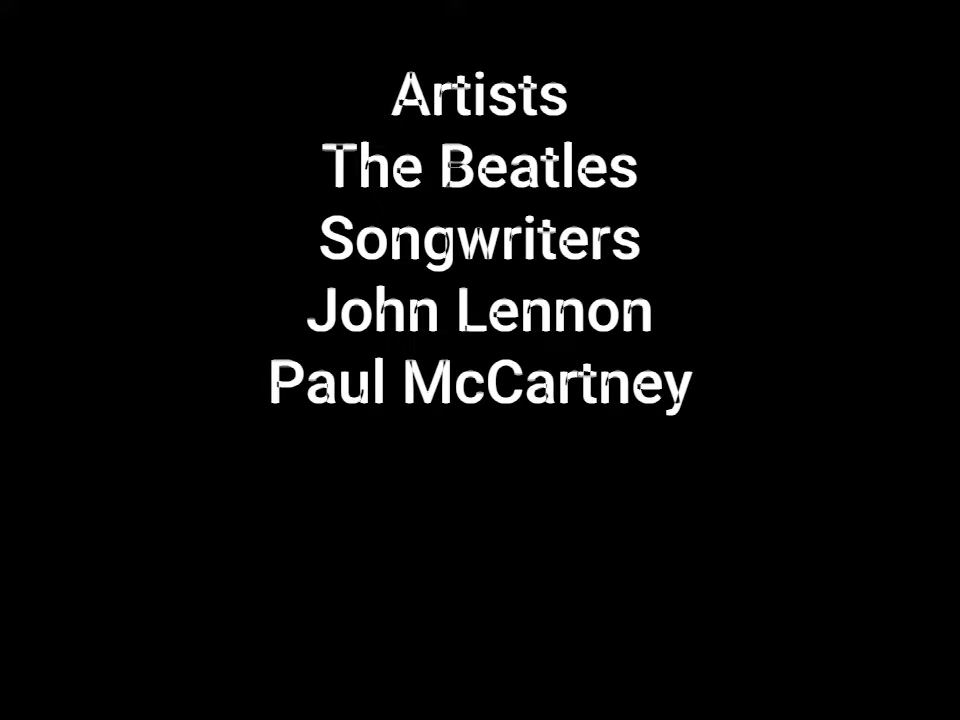 Artists
The Beatles
Songwriters
John Lennon
Paul McCartney